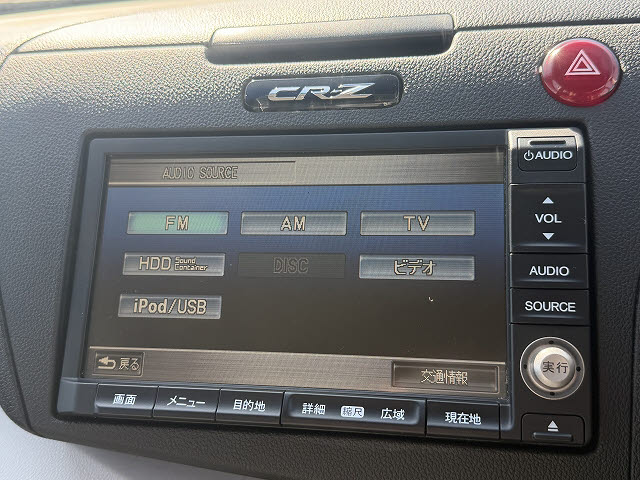 CR-Z
AUDIO SOURCE
FM AM TV
HDD Sound Container DISC ビデオ
iPod/USB
戻る 交通情報
画面 メニュー 目的地 詳細 縮尺 広域 現在地
AUDIO
VOL
AUDIO
SOURCE
実行